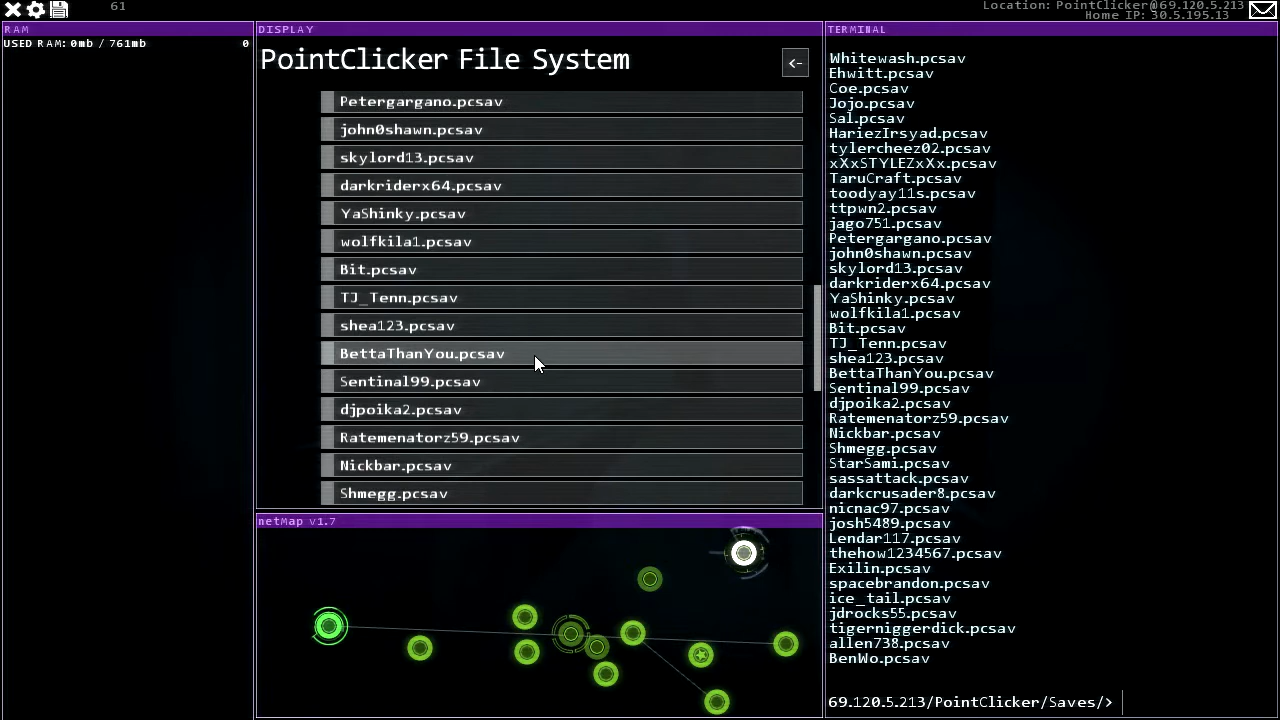 61
Location: PointClicker@69.120.5.213
Home IP: 30.5.195.13
RAM
USED RAM: 0mb / 761mb 0
DISPLAY
PointClicker File System
<-
Petergargano.pcsav
john0shawn.pcsav
skylord13.pcsav
darkriderx64.pcsav
YaShinky.pcsav
wolfkila1.pcsav
Bit.pcsav
TJ_Tenn.pcsav
shea123.pcsav
BettaThanYou.pcsav
Sentinal99.pcsav
djpoika2.pcsav
Ratemenatorz59.pcsav
Nickbar.pcsav
Shmegg.pcsav
netMap v1.7
TERMINAL
Whitewash.pcsav
Ehwitt.pcsav
Coe.pcsav
Jojo.pcsav
Sal.pcsav
HariezIrsyad.pcsav
tylercheez02.pcsav
xXxSTYLEZxXx.pcsav
TaruCraft.pcsav
toodyay11s.pcsav
ttpwn2.pcsav
jago751.pcsav
Petergargano.pcsav
john0shawn.pcsav
skylord13.pcsav
darkriderx64.pcsav
YaShinky.pcsav
wolfkila1.pcsav
Bit.pcsav
TJ_Tenn.pcsav
shea123.pcsav
BettaThanYou.pcsav
Sentinal99.pcsav
djpoika2.pcsav
Ratemenatorz59.pcsav
Nickbar.pcsav
Shmegg.pcsav
StarSami.pcsav
sassattack.pcsav
darkcrusader8.pcsav
nicnac97.pcsav
josh5489.pcsav
Lendar117.pcsav
thehow1234567.pcsav
Exilin.pcsav
spacebrandon.pcsav
ice_tail.pcsav
jdrocks55.pcsav
tigerniggerdick.pcsav
allen738.pcsav
BenWo.pcsav
69.120.5.213/PointClicker/Saves/>